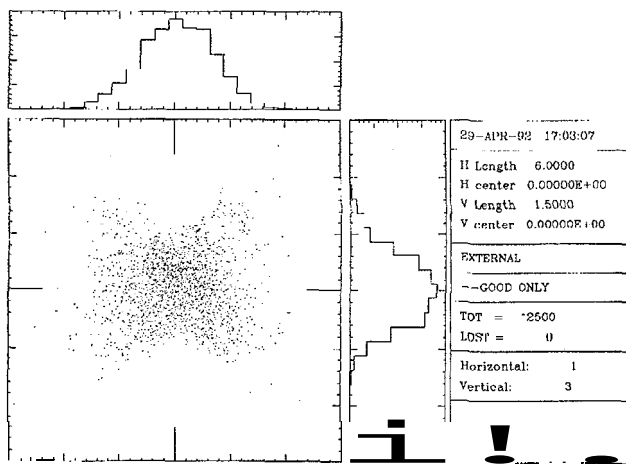 29-APR-92 17:03:07
H Length 6.0000
H center 0.00000E+00
V Length 1.5000
V center 0.00000E+00
EXTERNAL
--GOOD ONLY
TOT = 2500
LOST = 0
Horizontal: 1
Vertical: 3